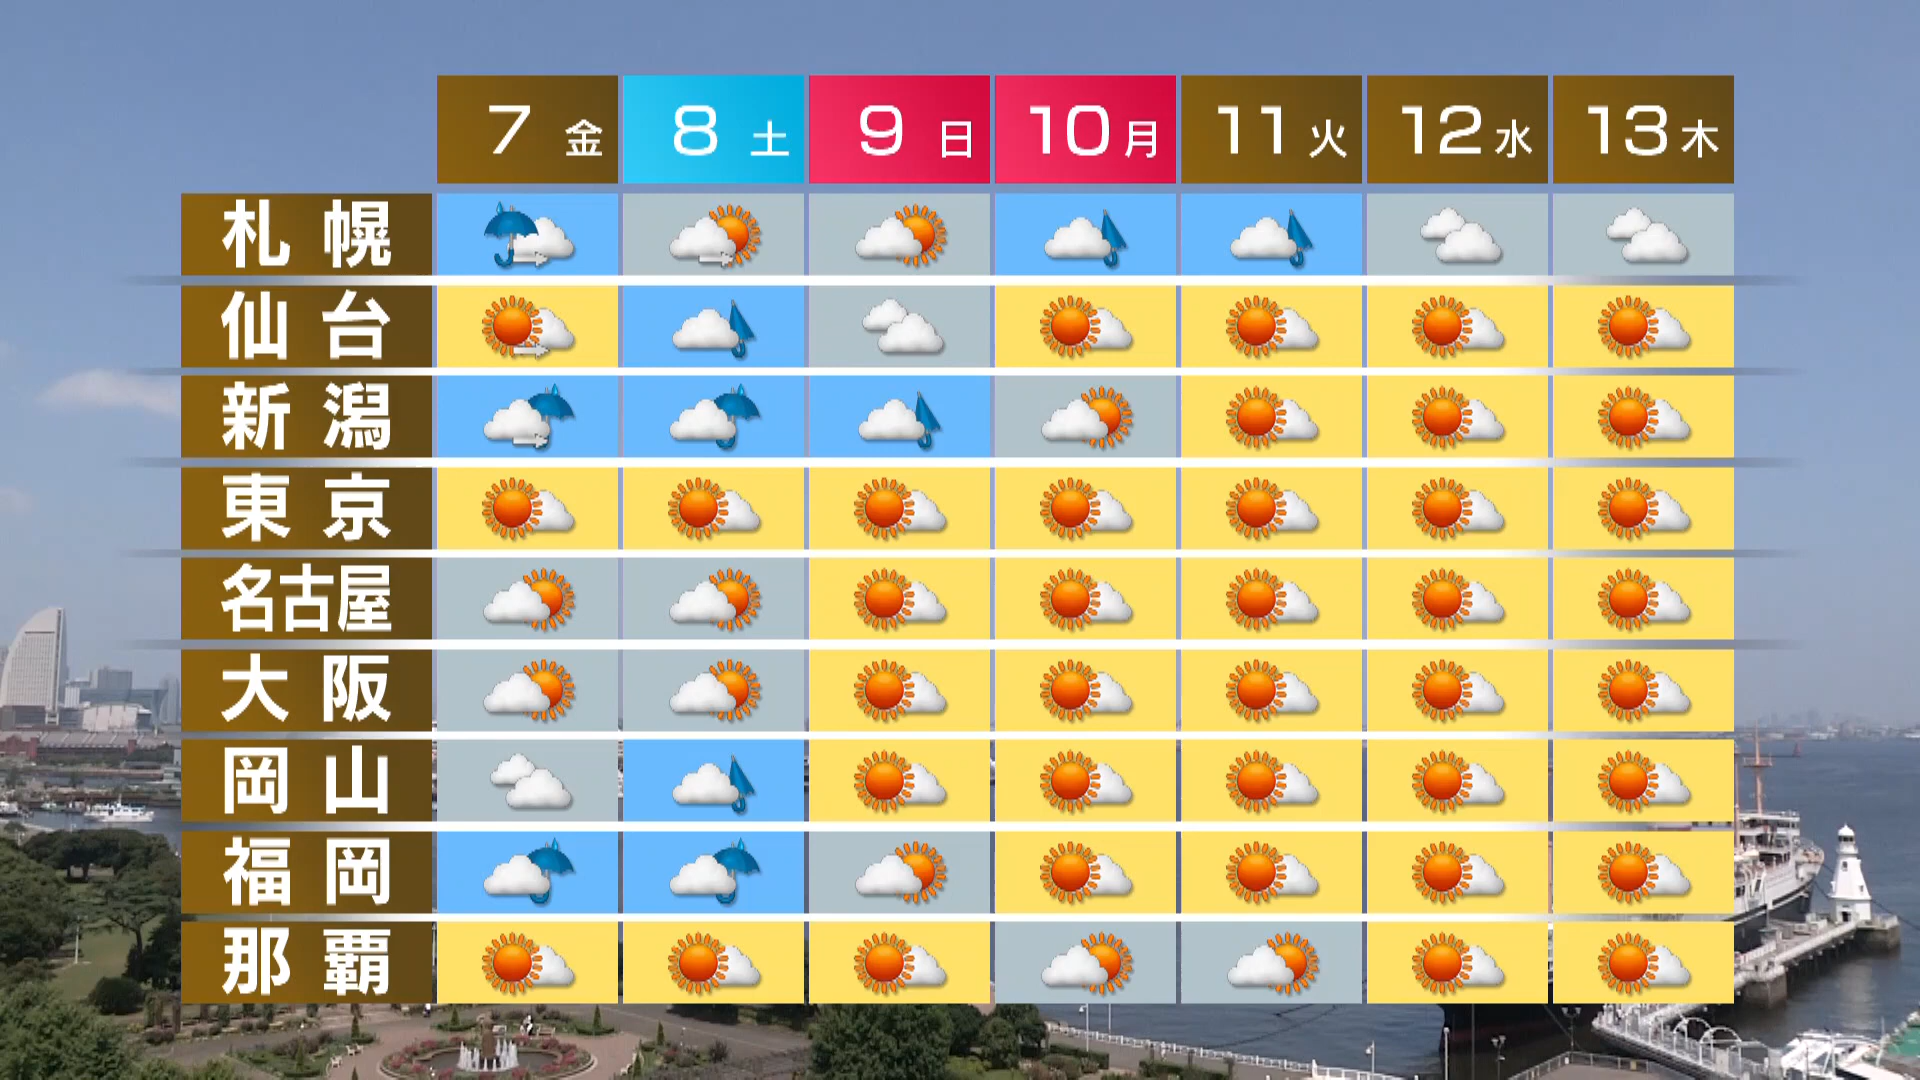 7 金 8 土 9 日 10 月 11 火 12 水 13 木
札幌
仙台
新潟
東京
名古屋
大阪
岡山
福岡
那覇